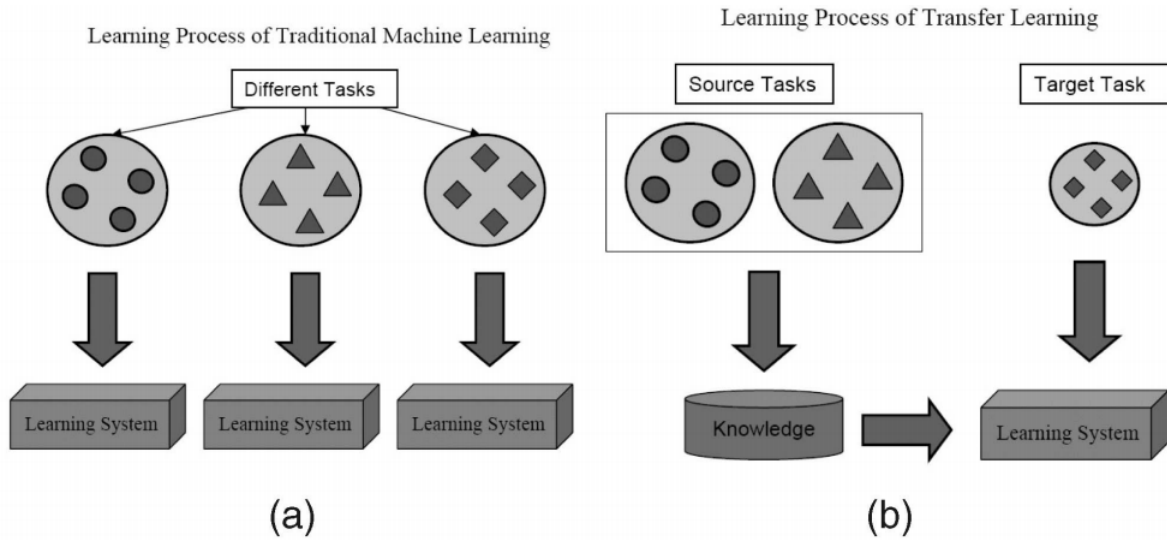 Learning Process of Traditional Machine Learning
Different Tasks
Learning System
Learning System
Learning System
(a)
Learning Process of Transfer Learning
Source Tasks
Target Task
Knowledge
Learning System
(b)